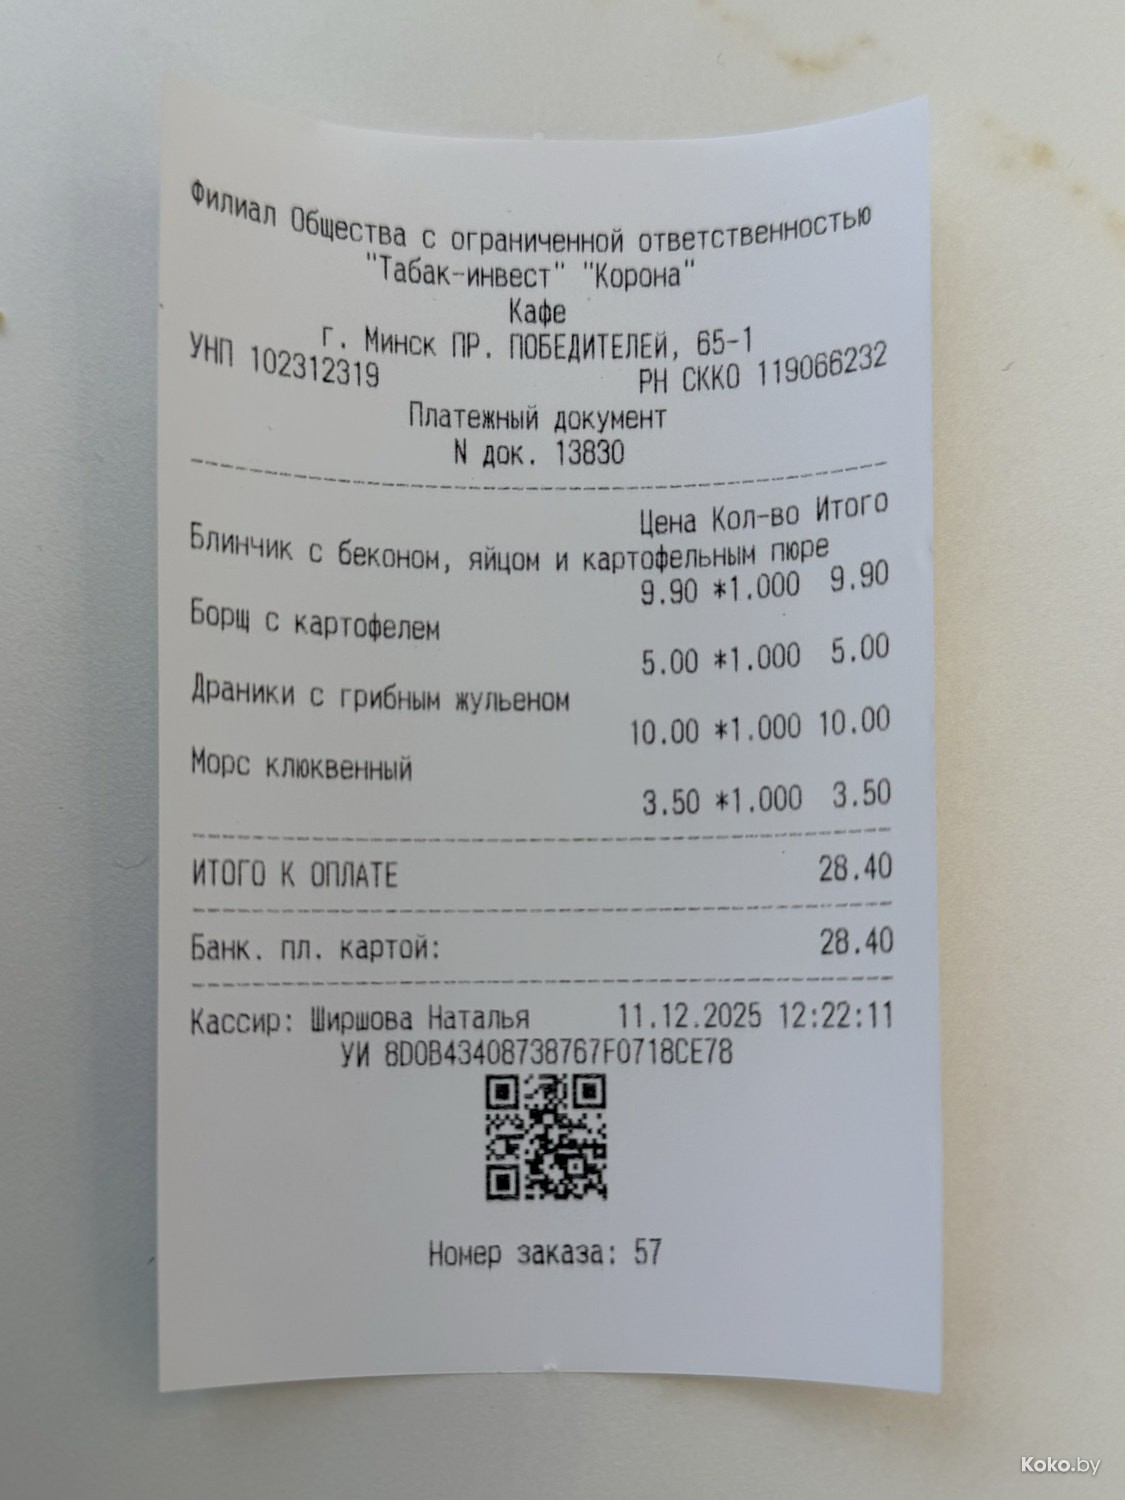 Филиал Общества с ограниченной ответственностью
"Табак-инвест" "Корона"
Кафе
г. Минск ПР. ПОБЕДИТЕЛЕЙ, 65-1
УНП 102312319 РН СККО 119066232
Платежный документ
N док. 13830
Цена Кол-во Итого
Блинчик с беконом, яйцом и картофельным пюре
9.90 *1.000 9.90
Борщ с картофелем
5.00 *1.000 5.00
Драники с грибным жульеном
10.00 *1.000 10.00
Морс клюквенный
3.50 *1.000 3.50
ИТОГО К ОПЛАТЕ 28.40
Банк. пл. картой: 28.40
Кассир: Ширшова Наталья 11.12.2025 12:22:11
УИ 8D0B43408738767F0718CE78
Номер заказа: 57
Koko.by